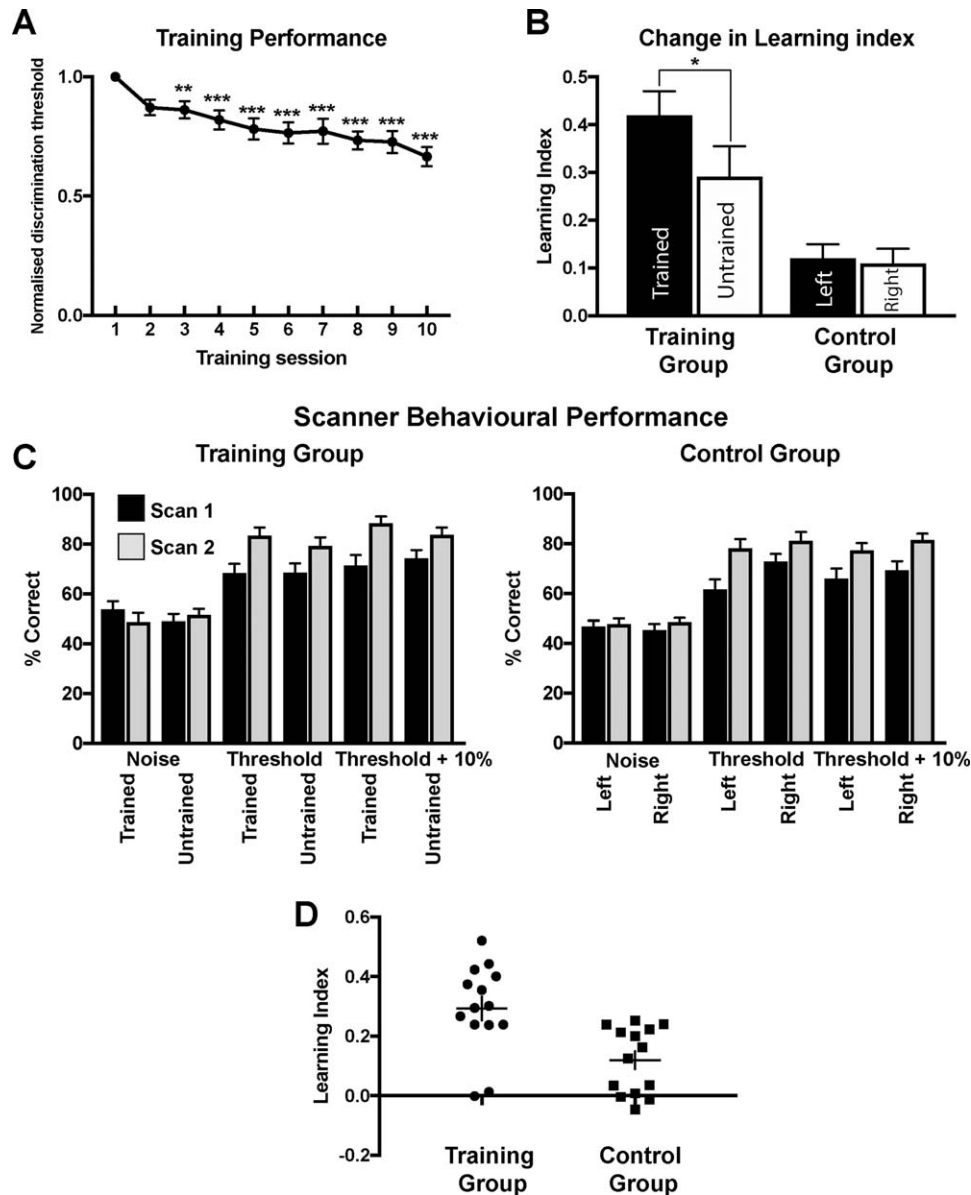 A
Training Performance
Normalised discrimination threshold
1.0
0.5
0.0
** *** *** *** *** *** *** ***
1 2 3 4 5 6 7 8 9 10
Training session
B
Change in Learning index
Learning Index
0.5
0.4
0.3
0.2
0.1
0.0
*
Trained
Untrained
Left
Right
Training Group
Control Group
Scanner Behavioural Performance
C
Training Group
% Correct
100
80
60
40
20
0
Scan 1
Scan 2
Noise Threshold Threshold + 10%
Trained Untrained Trained Untrained Trained Untrained
Control Group
% Correct
100
80
60
40
20
0
Noise Threshold Threshold + 10%
Left Right Left Right Left Right
D
Learning Index
0.6
0.4
0.2
0.0
-0.2
Training Group
Control Group